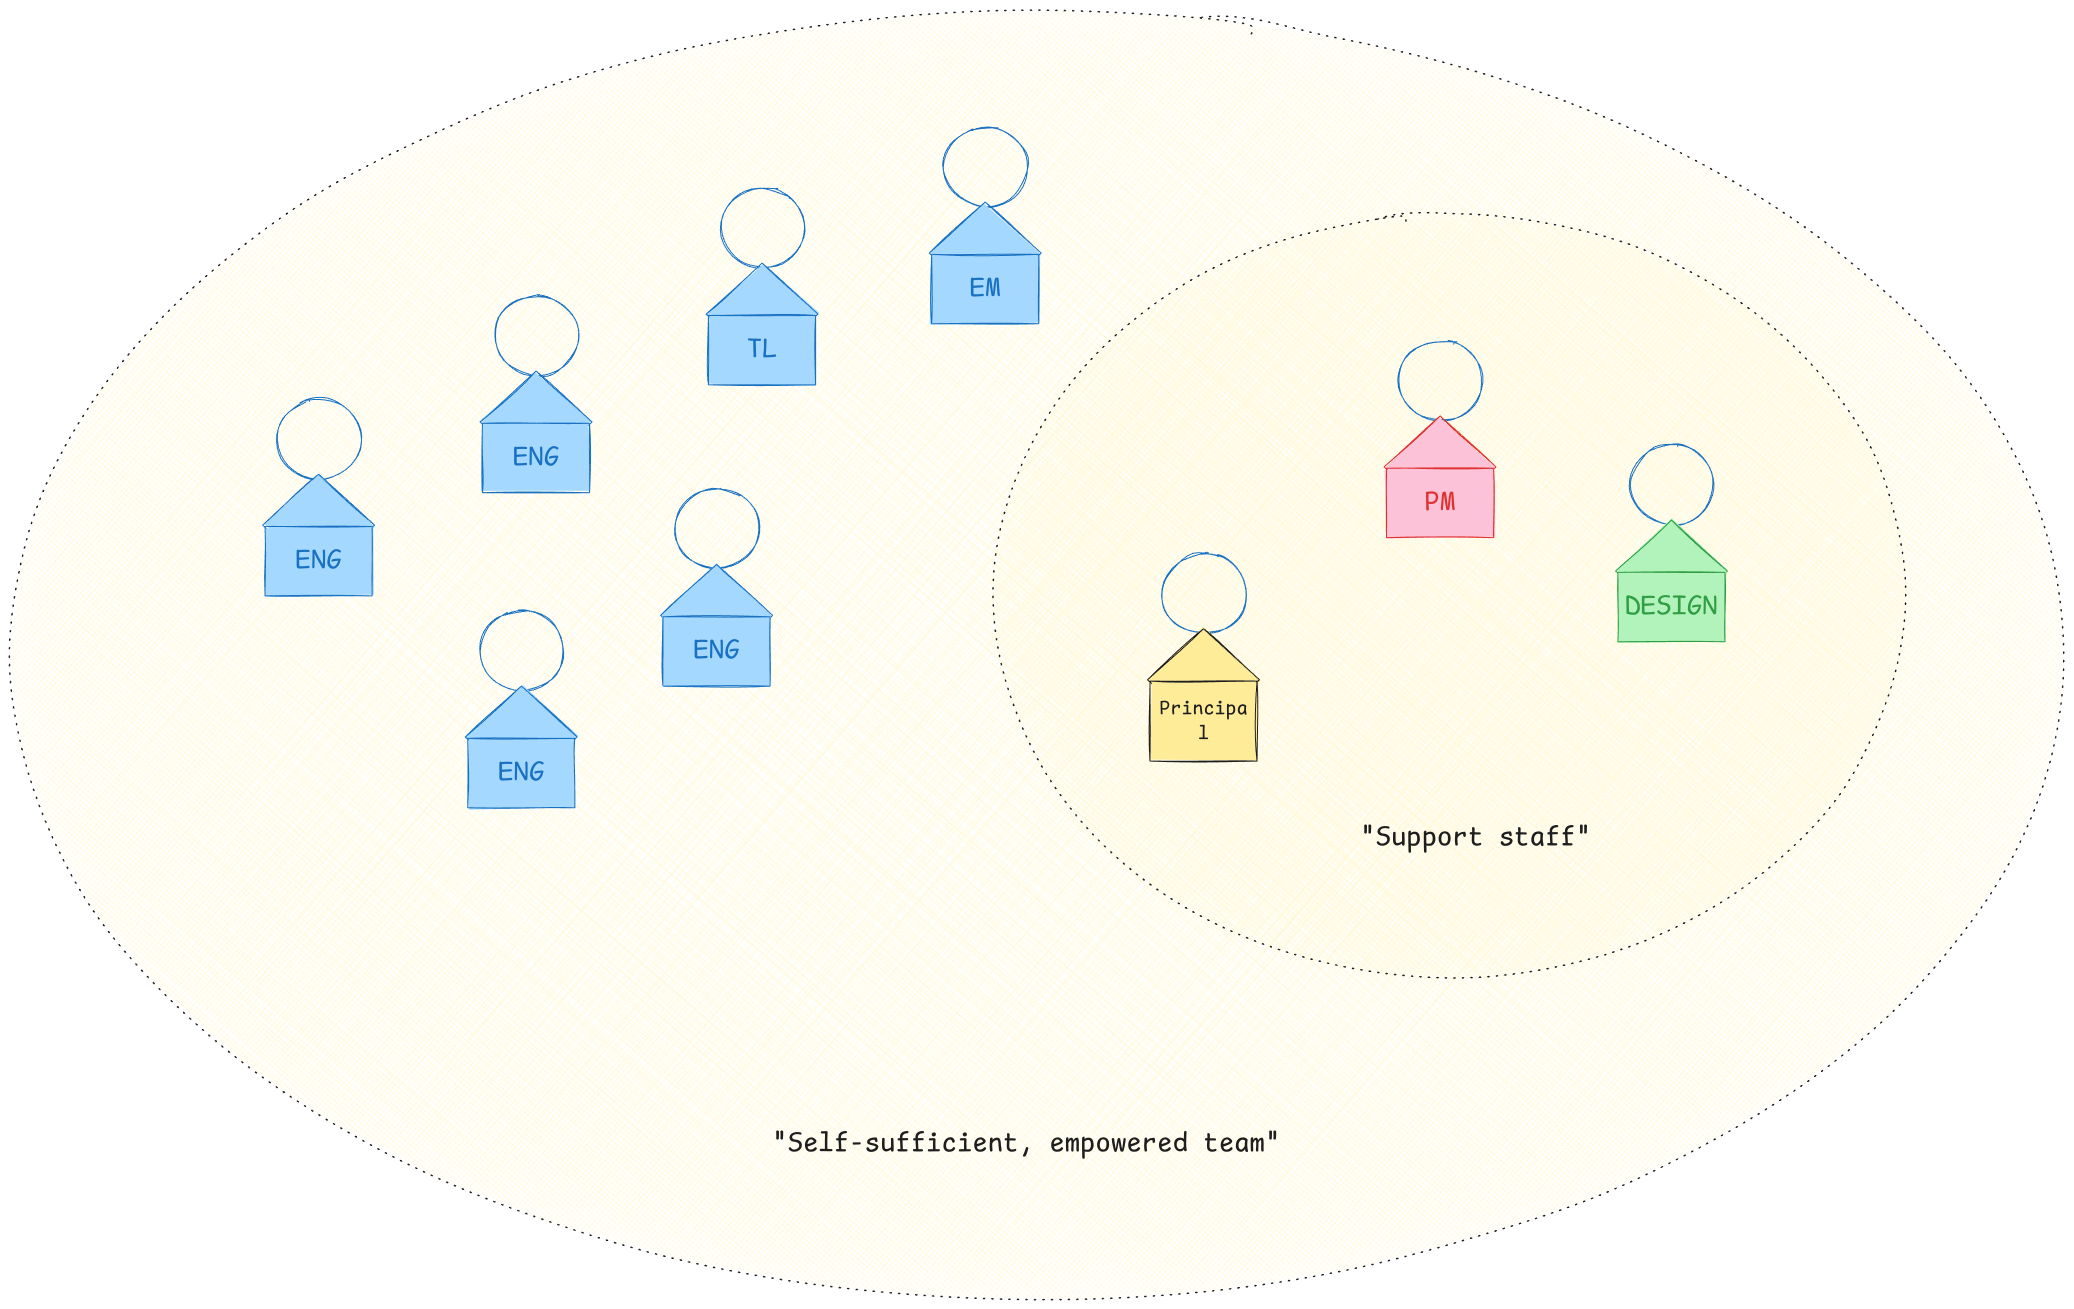 EM
TL
ENG
ENG
PM
ENG
DESIGN
ENG
Principa
l
"Support staff"
"Self-sufficient, empowered team"